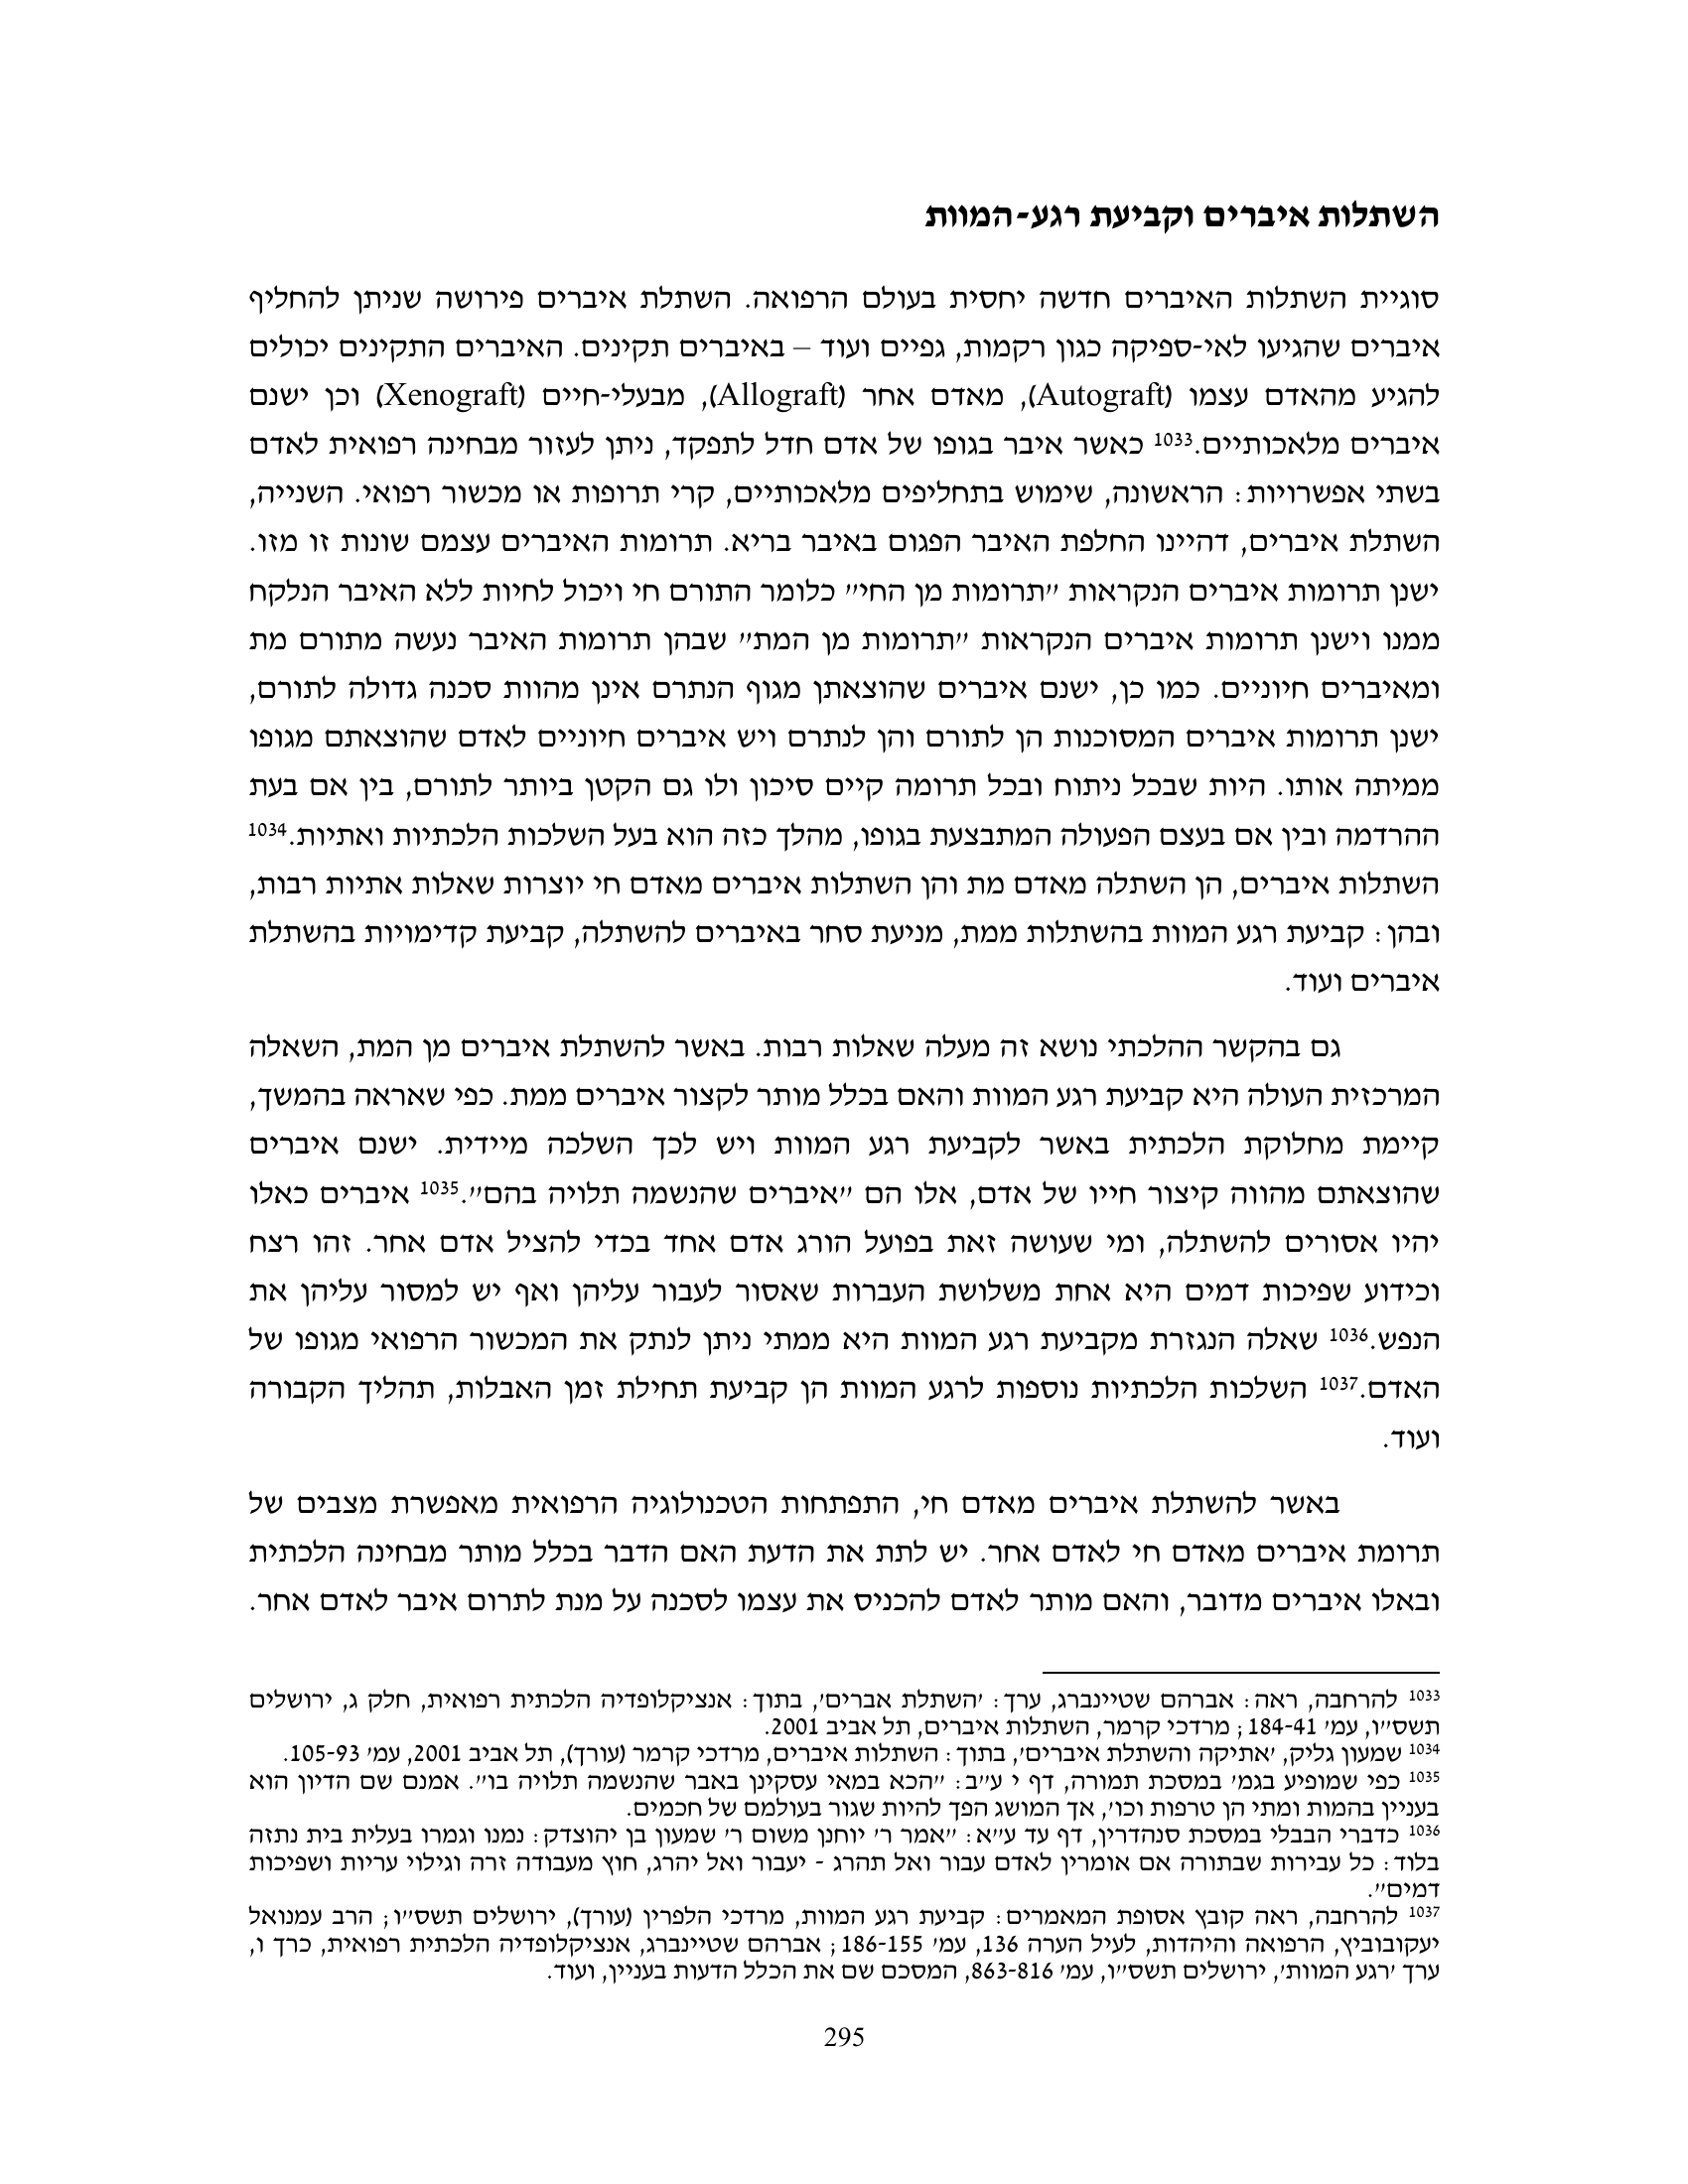 השתלות איברים וקביעת רגע-המוות
סוגיית השתלות האיברים חדשה יחסית בעולם הרפואה. השתלת איברים פירושה שניתן להחליף
איברים שהגיעו לאי-ספיקה כגון רקמות, גפיים ועוד – באיברים תקינים. האיברים התקינים יכולים
להגיע מהאדם עצמו (Autograft), מאדם אחר (Allograft), מבעלי-חיים (Xenograft) וכן ישנם
איברים מלאכותיים.1033 כאשר איבר בגופו של אדם חדל לתפקד, ניתן לעזור מבחינה רפואית לאדם
בשתי אפשרויות: הראשונה, שימוש בתחליפים מלאכותיים, קרי תרופות או מכשור רפואי. השנייה,
השתלת איברים, דהיינו החלפת האיבר הפגום באיבר בריא. תרומות האיברים עצמם שונות זו מזו.
ישנן תרומות איברים הנקראות "תרומות מן החי" כלומר התורם חי ויכול לחיות ללא האיבר הנלקח
ממנו וישנן תרומות איברים הנקראות "תרומות מן המת" שבהן תרומות האיבר נעשה מתורם מת
ומאיברים חיוניים. כמו כן, ישנם איברים שהוצאתן מגוף הנתרם אינן מהוות סכנה גדולה לתורם,
ישנן תרומות איברים המסוכנות הן לתורם והן לנתרם ויש איברים חיוניים לאדם שהוצאתם מגופו
ממיתה אותו. היות שבכל ניתוח ובכל תרומה קיים סיכון ולו גם הקטן ביותר לתורם, בין אם בעת
ההרדמה ובין אם בעצם הפעולה המתבצעת בגופו, מהלך כזה הוא בעל השלכות הלכתיות ואתיות.1034
השתלות איברים, הן השתלה מאדם מת והן השתלות איברים מאדם חי יוצרות שאלות אתיות רבות,
ובהן: קביעת רגע המוות בהשתלות ממת, מניעת סחר באיברים להשתלה, קביעת קדימויות בהשתלת
איברים ועוד.
גם בהקשר ההלכתי נושא זה מעלה שאלות רבות. באשר להשתלת איברים מן המת, השאלה
המרכזית העולה היא קביעת רגע המוות והאם בכלל מותר לקצור איברים ממת. כפי שאראה בהמשך,
קיימת מחלוקת הלכתית באשר לקביעת רגע המוות ויש לכך השלכה מיידית. ישנם איברים
שהוצאתם מהווה קיצור חייו של אדם, אלו הם "איברים שהנשמה תלויה בהם".1035 איברים כאלו
יהיו אסורים להשתלה, ומי שעושה זאת בפועל הורג אדם אחד בכדי להציל אדם אחר. זהו רצח
וכידוע שפיכות דמים היא אחת משלושת העברות שאסור לעבור עליהן ואף יש למסור עליהן את
הנפש.1036 שאלה הנגזרת מקביעת רגע המוות היא ממתי ניתן לנתק את המכשור הרפואי מגופו של
האדם.1037 השלכות הלכתיות נוספות לרגע המוות הן קביעת תחילת זמן האבלות, תהליך הקבורה
ועוד.
באשר להשתלת איברים מאדם חי, התפתחות הטכנולוגיה הרפואית מאפשרת מצבים של
תרומת איברים מאדם חי לאדם אחר. יש לתת את הדעת האם הדבר בכלל מותר מבחינה הלכתית
ובאלו איברים מדובר, והאם מותר לאדם להכניס את עצמו לסכנה על מנת לתרום איבר לאדם אחר.
1033 להרחבה, ראה: אברהם שטיינברג, ערך: 'השתלת אברים', בתוך: אנציקלופדיה הלכתית רפואית, חלק ג, ירושלים
תשס"ו, עמ' 184-41; מרדכי קרמר, השתלות איברים, תל אביב 2001.
1034 שמעון גליק, 'אתיקה והשתלת איברים', בתוך: השתלות איברים, מרדכי קרמר (עורך), תל אביב 2001, עמ' 105-93.
1035 כפי שמופיע בגמ' במסכת תמורה, דף י ע"ב: "הכא במאי עסקינן באבר שהנשמה תלויה בו". אמנם שם הדיון הוא
בעניין בהמות ומתי הן טרפות וכו', אך המושג הפך להיות שגור בעולמם של חכמים.
1036 כדברי הבבלי במסכת סנהדרין, דף עד ע"א: "אמר ר' יוחנן משום ר' שמעון בן יהוצדק: נמנו וגמרו בעלית בית נתזה
בלוד: כל עבירות שבתורה אם אומרין לאדם עבור ואל תהרג - יעבור ואל יהרג, חוץ מעבודה זרה וגילוי עריות ושפיכות
דמים".
1037 להרחבה, ראה קובץ אסופת המאמרים: קביעת רגע המוות, מרדכי הלפרין (עורך), ירושלים תשס"ו; הרב עמנואל
יעקובוביץ, הרפואה והיהדות, לעיל הערה 136, עמ' 186-155; אברהם שטיינברג, אנציקלופדיה הלכתית רפואית, כרך ו,
ערך 'רגע המוות', ירושלים תשס"ו, עמ' 863-816, המסכם שם את הכלל הדעות בעניין, ועוד.
295